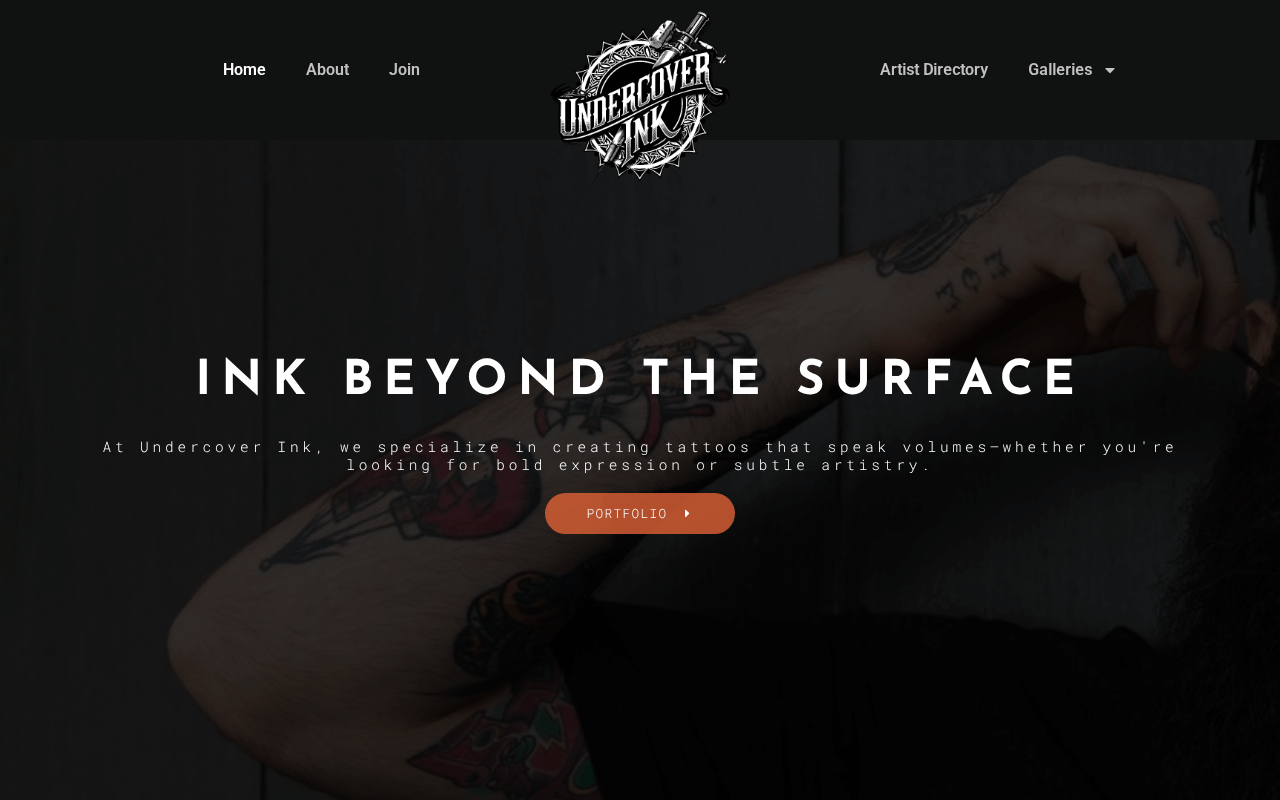 Home
About
Join
UNDERCOVER
INK
Artist Directory
Galleries
INK BEYOND THE SURFACE
At Undercover Ink, we specialize in creating tattoos that speak volumes—whether you're
looking for bold expression or subtle artistry.
PORTFOLIO
M
C
M